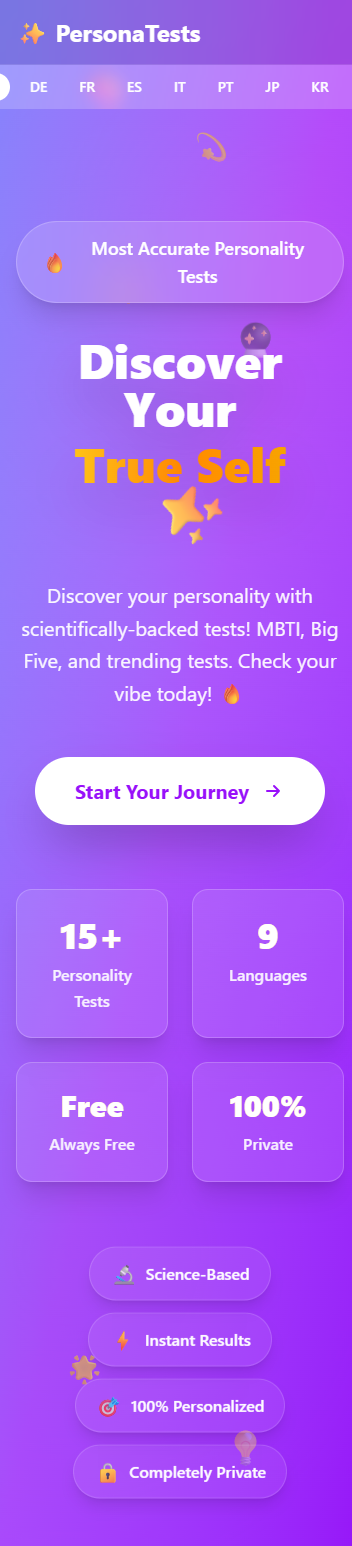 PersonaTests
DE FR ES IT PT JP KR
Most Accurate Personality
Tests
Discover
Your
True Self
Discover your personality with
scientifically-backed tests! MBTI, Big
Five, and trending tests. Check your
vibe today! 🔥
Start Your Journey →
15+
Personality
Tests
9
Languages
Free
Always Free
100%
Private
Science-Based
Instant Results
100% Personalized
Completely Private